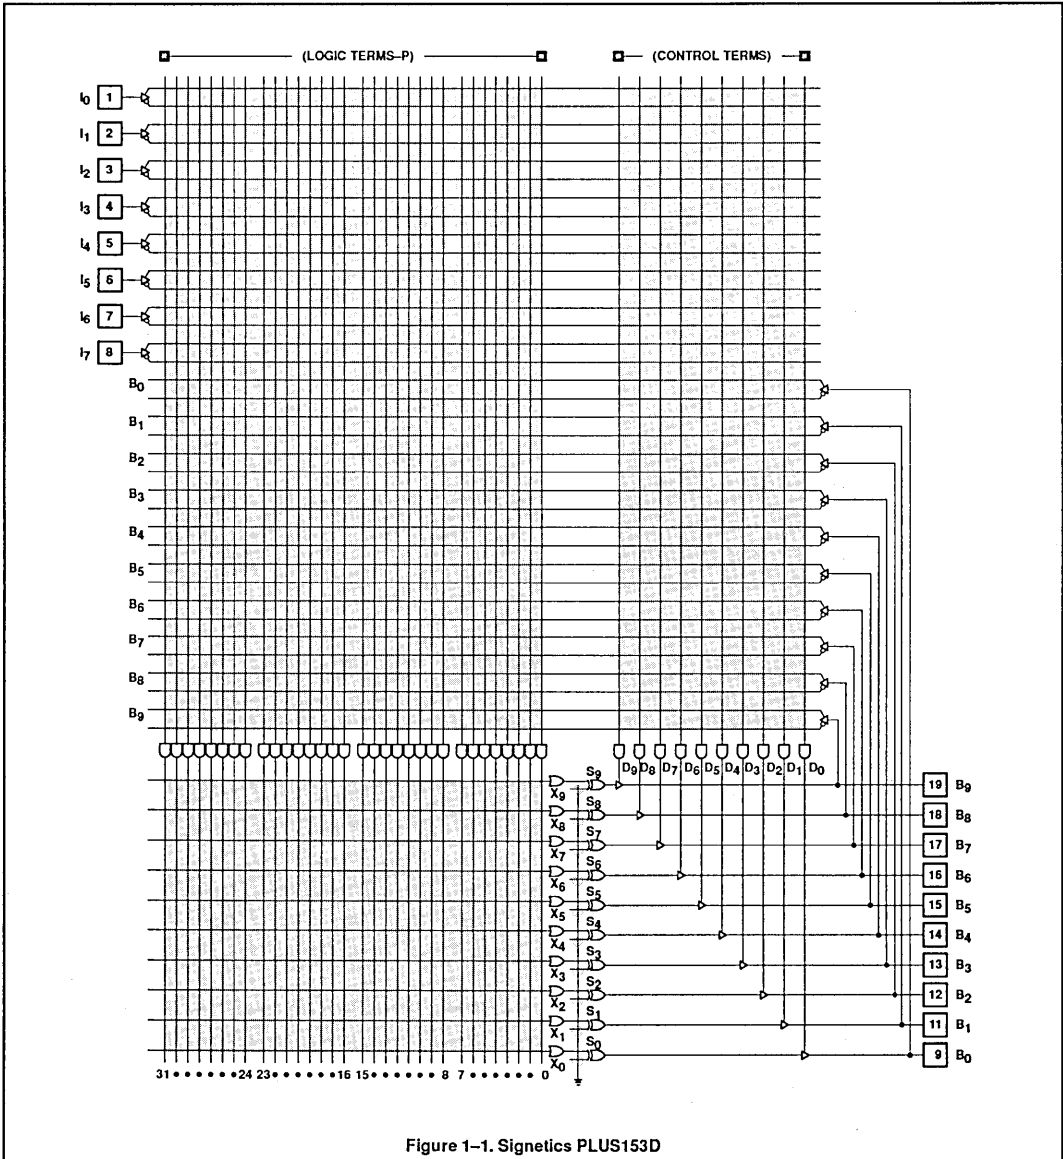 (LOGIC TERMS–P) (CONTROL TERMS)
I0 1
I1 2
I2 3
I3 4
I4 5
I5 6
I6 7
I7 8
B0
B1
B2
B3
B4
B5
B6
B7
B8
B9
D9 D8 D7 D6 D5 D4 D3 D2 D1 D0
X9 S9 19 B9
X8 S8 18 B8
X7 S7 17 B7
X6 S6 16 B6
X5 S5 15 B5
X4 S4 14 B4
X3 S3 13 B3
X2 S2 12 B2
X1 S1 11 B1
X0 S0 9 B0
31 24 23 16 15 8 7 0
Figure 1–1. Signetics PLUS153D